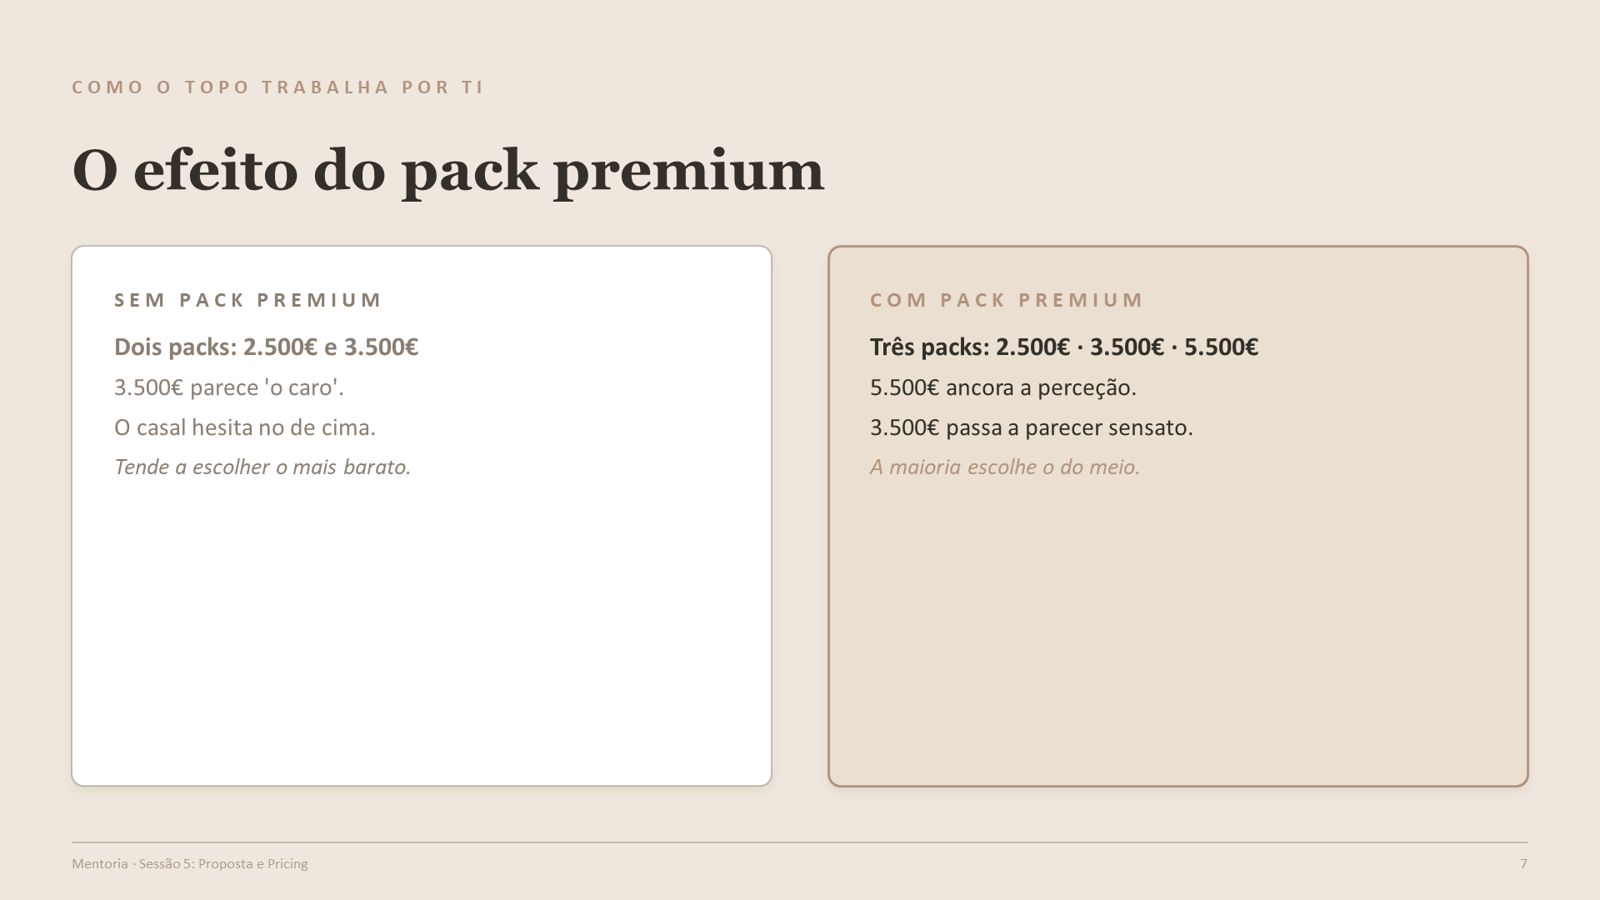 COMO O TOPO TRABALHA POR TI
O efeito do pack premium
SEM PACK PREMIUM
Dois packs: 2.500€ e 3.500€
3.500€ parece 'o caro'.
O casal hesita no de cima.
Tende a escolher o mais barato.
COM PACK PREMIUM
Três packs: 2.500€ · 3.500€ · 5.500€
5.500€ ancora a perceção.
3.500€ passa a parecer sensato.
A maioria escolhe o do meio.
Mentoria · Sessão 5: Proposta e Pricing
7